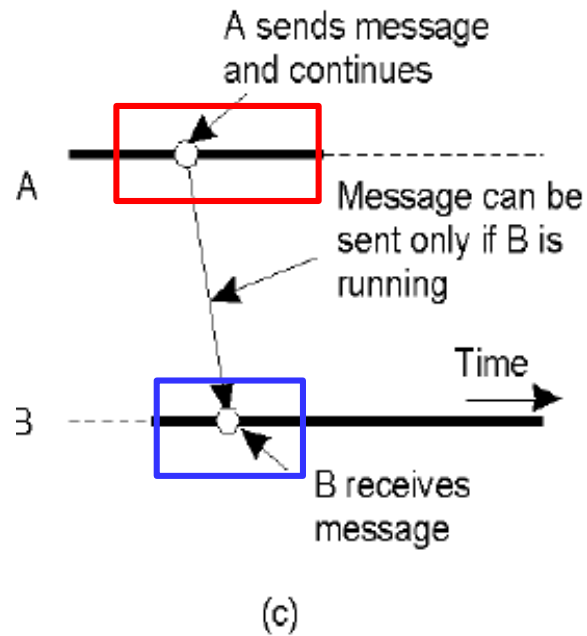 A sends message
and continues
A
Message can be
sent only if B is
running
Time
B
B receives
message
(c)